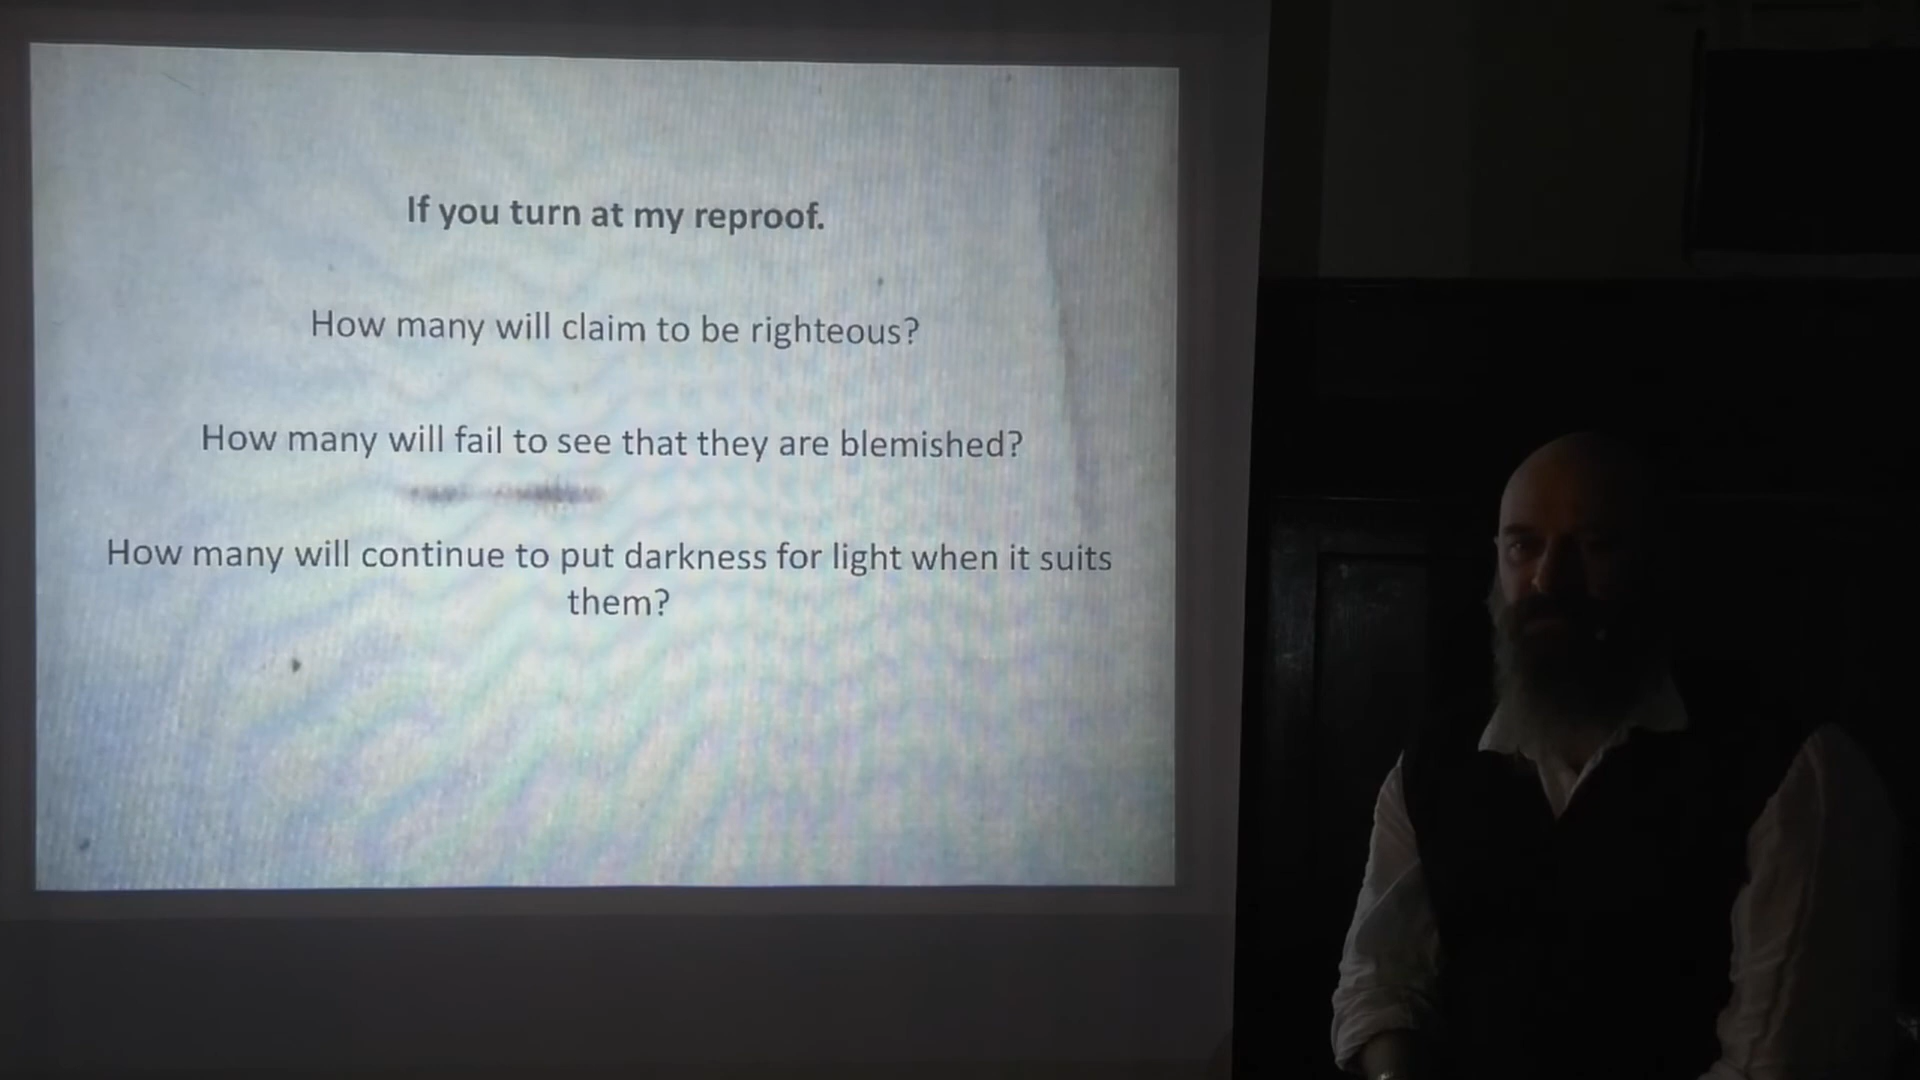 If you turn at my reproof.
How many will claim to be righteous?
How many will fail to see that they are blemished?
How many will continue to put darkness for light when it suits
them?